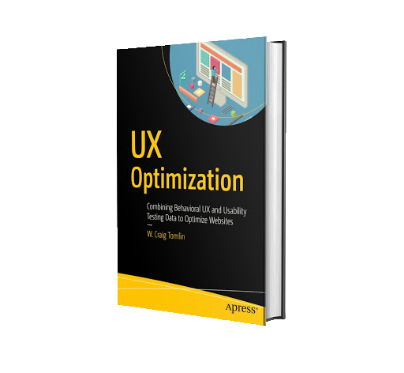 UX
Optimization
Combining Behavioral UX and Usability
Testing Data to Optimize Websites
W. Craig Tomlin
Apress®